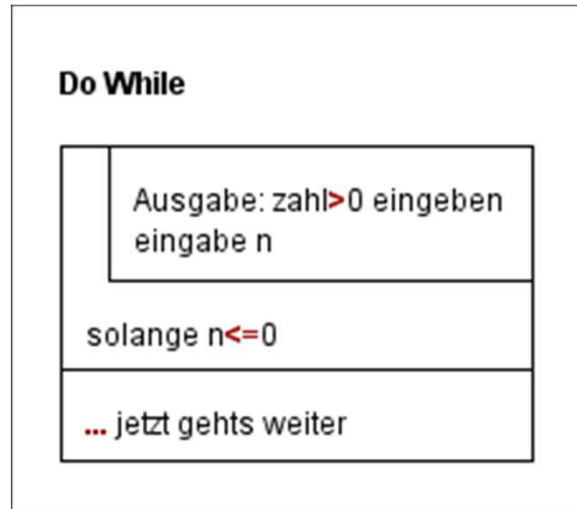 Do While
Ausgabe: zahl>0 eingeben
eingabe n
solange n<=0
... jetzt gehts weiter